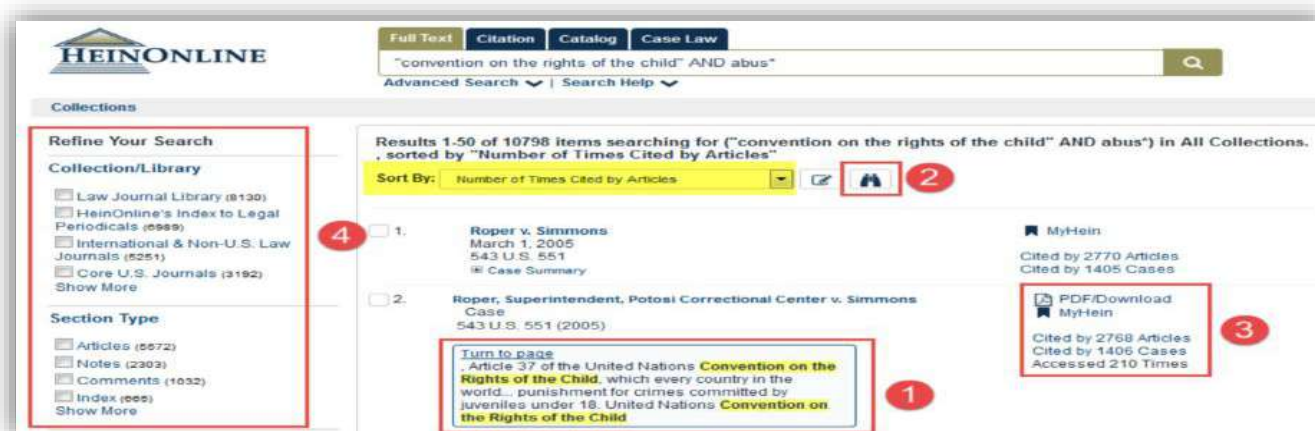 HEINONLINE
Full Text Citation Catalog Case Law
"convention on the rights of the child" AND abus*
Advanced Search | Search Help
Collections
Refine Your Search
Collection/Library
Law Journal Library (8130)
HeinOnline's Index to Legal
Periodicals (6989)
International & Non-U.S. Law
Journals (5251)
Core U.S. Journals (3192)
Show More
Section Type
Articles (5572)
Notes (2303)
Comments (1032)
Index (665)
Show More
4
Results 1-50 of 10798 items searching for ("convention on the rights of the child" AND abus*) in All Collections.
, sorted by "Number of Times Cited by Articles"
Sort By: Number of Times Cited by Articles
2
1. Roper v. Simmons
March 1, 2005
543 U.S. 551
Case Summary
MyHein
Cited by 2770 Articles
Cited by 1405 Cases
2. Roper, Superintendent, Potosi Correctional Center v. Simmons
Case
543 U.S. 551 (2005)
Turn to page
, Article 37 of the United Nations Convention on the
Rights of the Child, which every country in the
world... punishment for crimes committed by
juveniles under 18. United Nations Convention on
the Rights of the Child
1
PDF/Download
MyHein
Cited by 2768 Articles
Cited by 1406 Cases
Accessed 210 Times
3